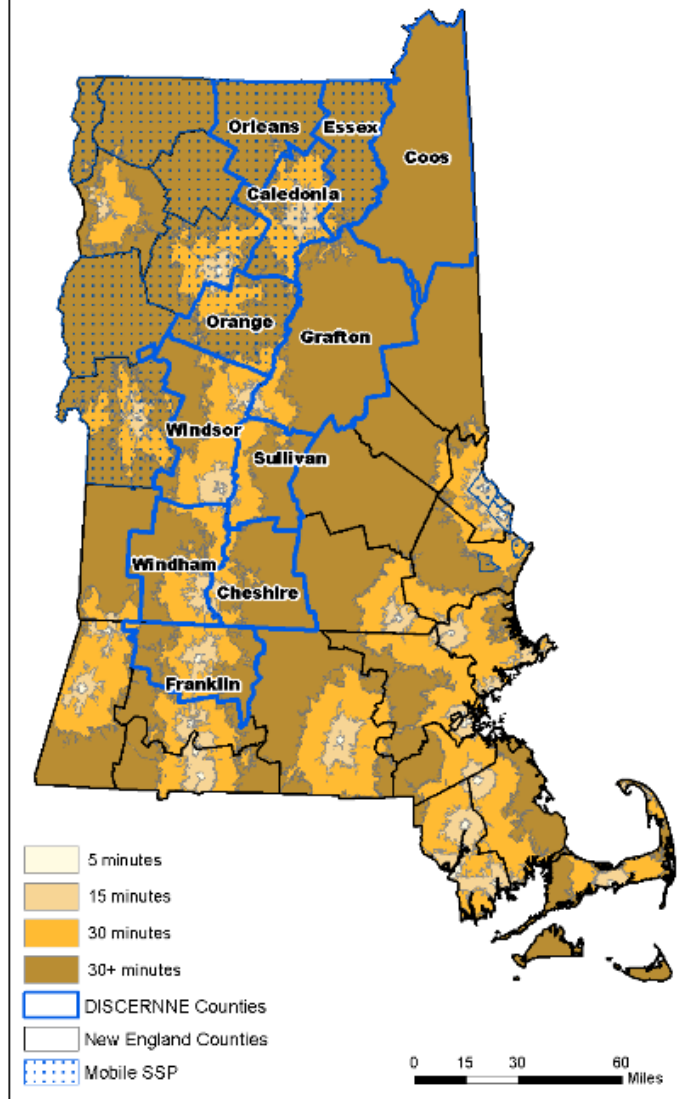 Orleans
Essex
Coos
Caledonia
Orange
Grafton
Windsor
Sullivan
Windham
Cheshire
Franklin
5 minutes
15 minutes
30 minutes
30+ minutes
DISCERNNE Counties
New England Counties
Mobile SSP
0 15 30 60
Miles